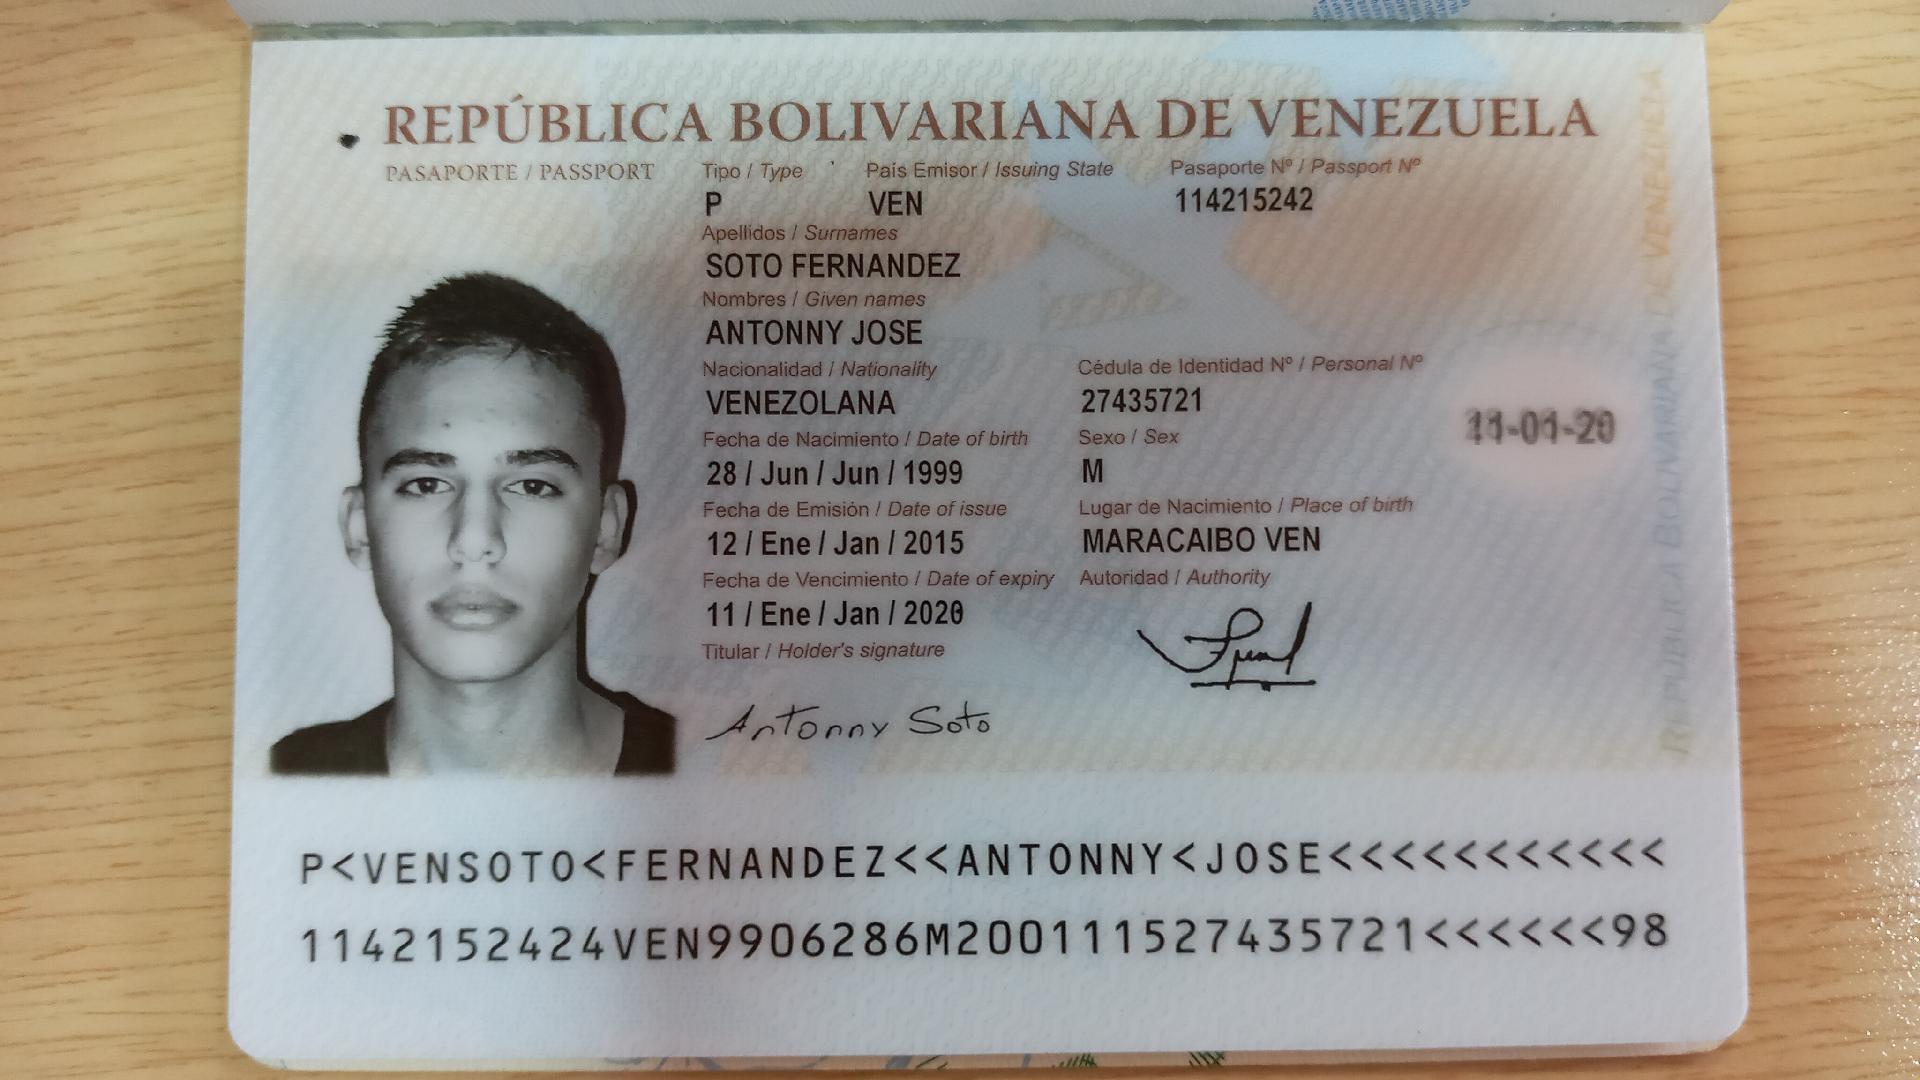 REPÚBLICA BOLIVARIANA DE VENEZUELA
PASAPORTE / PASSPORT
Tipo / Type País Emisor / Issuing State Pasaporte Nº / Passport Nº
P VEN 114215242
Apellidos / Surnames
SOTO FERNANDEZ
Nombres / Given names
ANTONNY JOSE
Nacionalidad / Nationality Cédula de Identidad Nº / Personal Nº
VENEZOLANA 27435721
11-01-20
Fecha de Nacimiento / Date of birth Sexo / Sex
28 / Jun / Jun / 1999 M
Fecha de Emisión / Date of issue Lugar de Nacimiento / Place of birth
12 / Ene / Jan / 2015 MARACAIBO VEN
Fecha de Vencimiento / Date of expiry Autoridad / Authority
11 / Ene / Jan / 2020
Titular / Holder's signature
Antonny Soto
REPÚBLICA BOLIVARIANA DE VENEZUELA
P<VENSOTO<FERNANDEZ<<ANTONNY<JOSE<<<<<<<<<<<
1142152424VEN9906286M200111527435721<<<<<<98